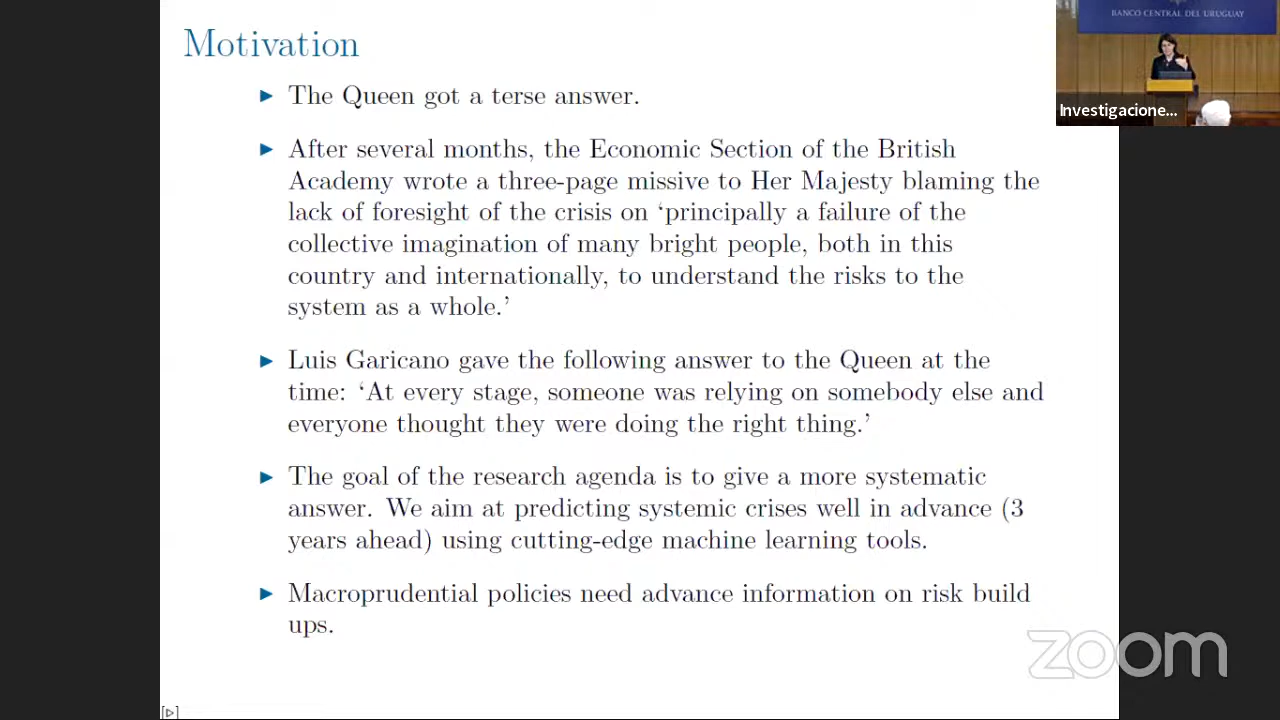 Motivation
BANCO CENTRAL DEL URUGUAY
Investigacione...
► The Queen got a terse answer.
► After several months, the Economic Section of the British
Academy wrote a three-page missive to Her Majesty blaming the
lack of foresight of the crisis on ‘principally a failure of the
collective imagination of many bright people, both in this
country and internationally, to understand the risks to the
system as a whole.’
► Luis Garicano gave the following answer to the Queen at the
time: ‘At every stage, someone was relying on somebody else and
everyone thought they were doing the right thing.’
► The goal of the research agenda is to give a more systematic
answer. We aim at predicting systemic crises well in advance (3
years ahead) using cutting-edge machine learning tools.
► Macroprudential policies need advance information on risk build
ups.
zoom